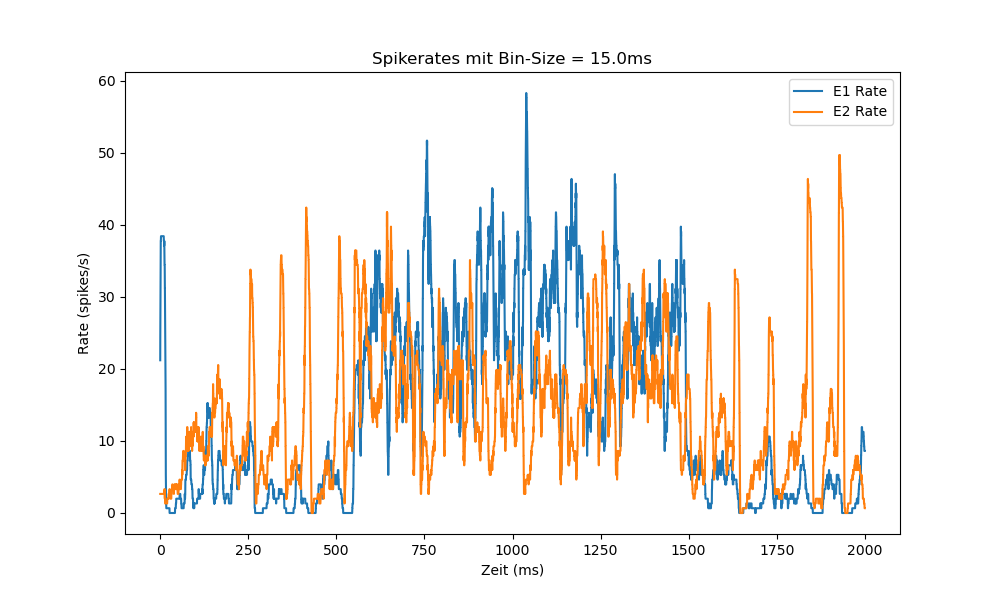 Spikerates mit Bin-Size = 15.0ms
E1 Rate
E2 Rate
Rate (spikes/s)
60
50
40
30
20
10
0
0 250 500 750 1000 1250 1500 1750 2000
Zeit (ms)